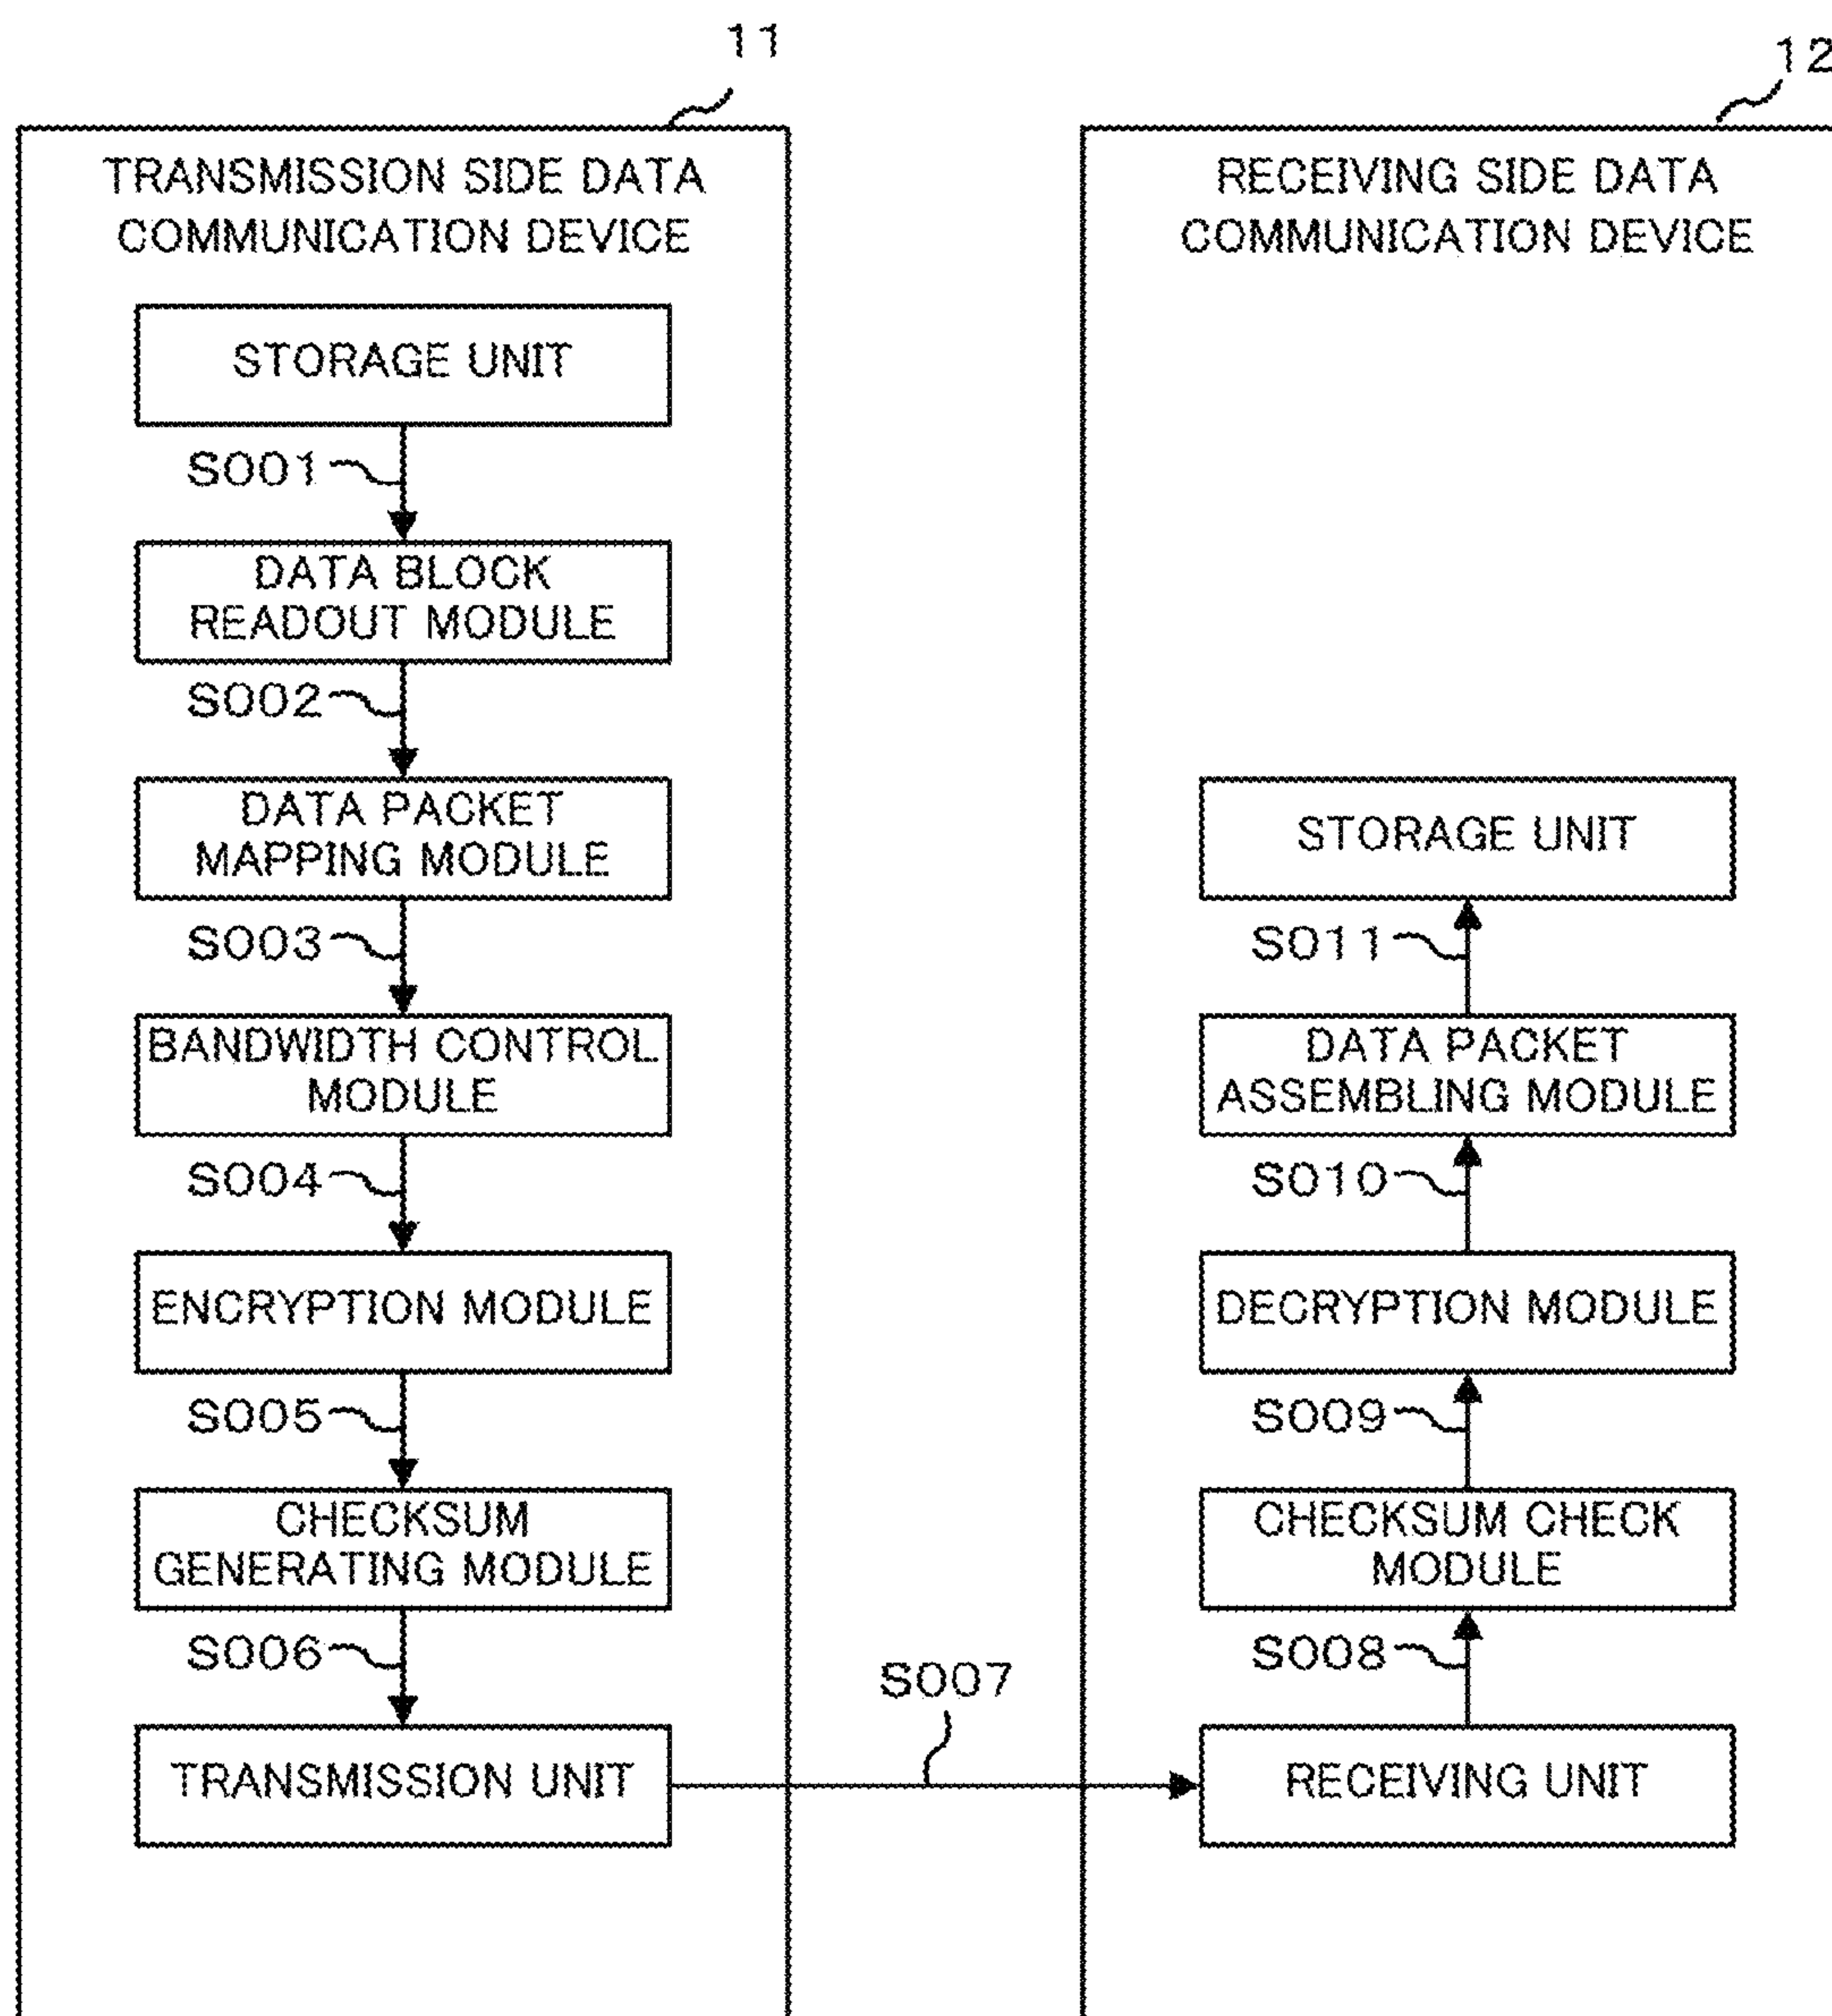 11
TRANSMISSION SIDE DATA
COMMUNICATION DEVICE
STORAGE UNIT
S001
DATA BLOCK
READOUT MODULE
S002
DATA PACKET
MAPPING MODULE
S003
BANDWIDTH CONTROL
MODULE
S004
ENCRYPTION MODULE
S005
CHECKSUM
GENERATING MODULE
S006
TRANSMISSION UNIT
S007
12
RECEIVING SIDE DATA
COMMUNICATION DEVICE
STORAGE UNIT
S011
DATA PACKET
ASSEMBLING MODULE
S010
DECRYPTION MODULE
S009
CHECKSUM CHECK
MODULE
S008
RECEIVING UNIT